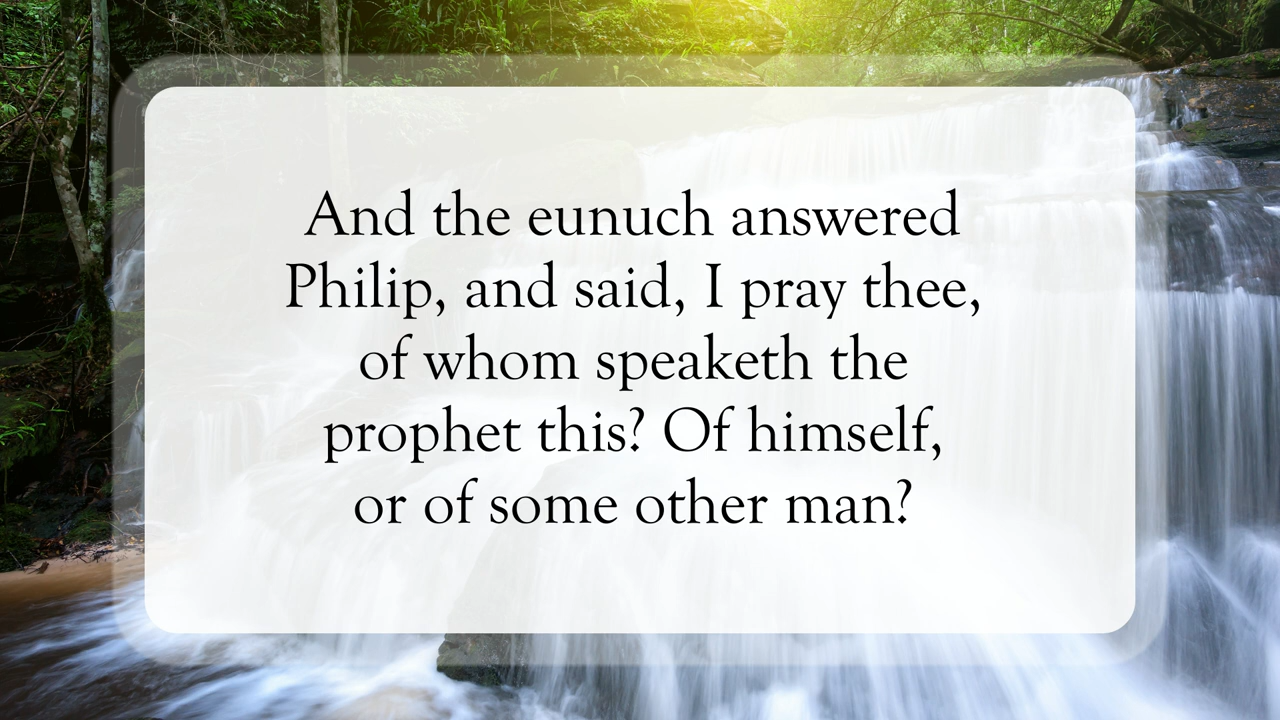 And the eunuch answered
Philip, and said, I pray thee,
of whom speaketh the
prophet this? Of himself,
or of some other man?